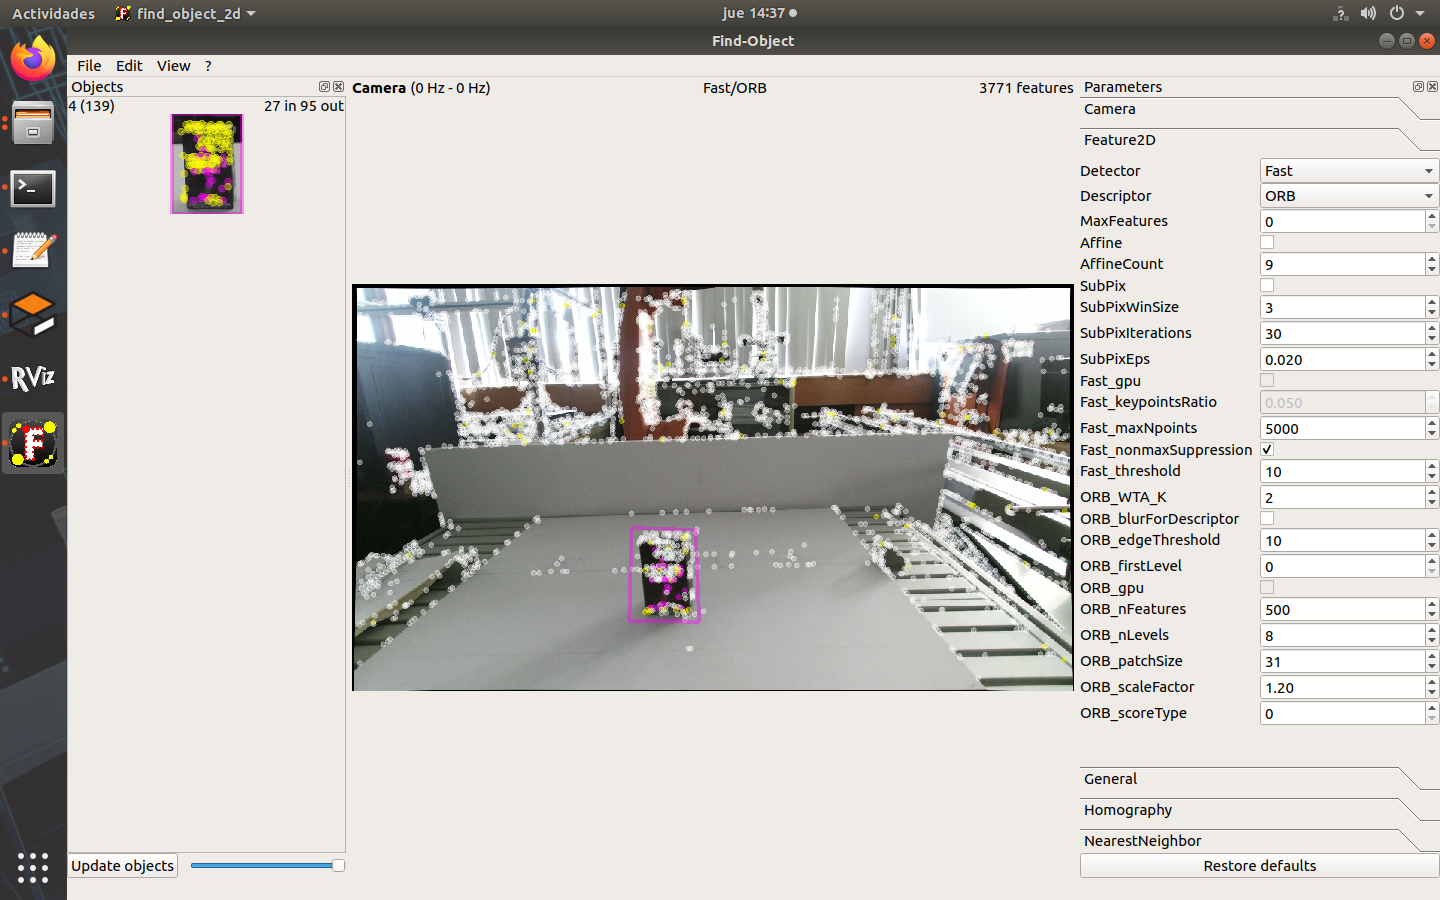 Actividades find_object_2d jue 14:37
Find-Object
File Edit View ?
Objects
4 (139) 27 in 95 out
Update objects
Camera (0 Hz - 0 Hz) Fast/ORB 3771 features
Parameters
Camera
Feature2D
Detector Fast
Descriptor ORB
MaxFeatures 0
Affine
AffineCount 9
SubPix
SubPixWinSize 3
SubPixIterations 30
SubPixEps 0.020
Fast_gpu
Fast_keypointsRatio 0.050
Fast_maxNpoints 5000
Fast_nonmaxSuppression
Fast_threshold 10
ORB_WTA_K 2
ORB_blurForDescriptor
ORB_edgeThreshold 10
ORB_firstLevel 0
ORB_gpu
ORB_nFeatures 500
ORB_nLevels 8
ORB_patchSize 31
ORB_scaleFactor 1.20
ORB_scoreType 0
General
Homography
NearestNeighbor
Restore defaults
RViz
F